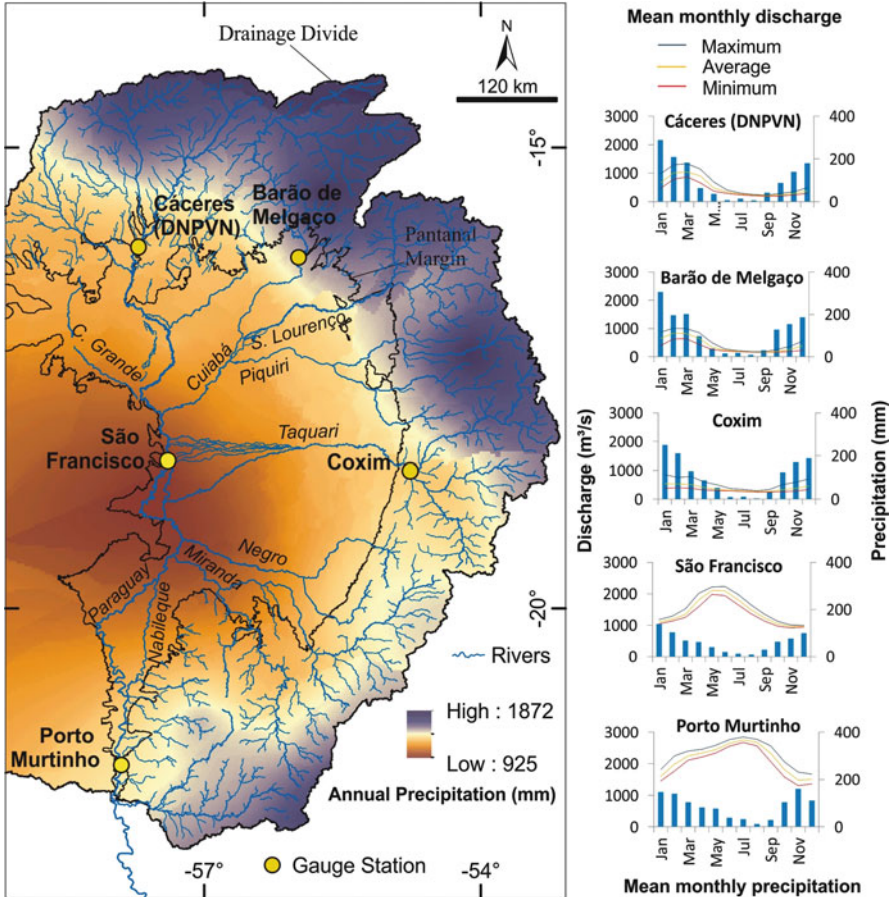 Drainage Divide
N
120 km
-15°
Cáceres
(DNPVN)
Barão de
Melgaço
Pantanal
Margin
C. Grande
Cuiabá
S. Lourenço
Piquiri
São
Francisco
Taquari
Coxim
Negro
Miranda
Paraguay
Nabileque
-20°
Rivers
High : 1872
Low : 925
Annual Precipitation (mm)
Porto
Murtinho
-57°
-54°
Gauge Station
Mean monthly discharge
Maximum
Average
Minimum
Discharge (m³/s)
Precipitation (mm)
Cáceres (DNPVN)
3000
2000
1000
0
400
200
0
Jan
Mar
M...
Jul
Sep
Nov
Barão de Melgaço
3000
2000
1000
0
400
200
0
Jan
Mar
May
Jul
Sep
Nov
Coxim
3000
2000
1000
0
400
200
0
Jan
Mar
May
Jul
Sep
Nov
São Francisco
3000
2000
1000
0
400
200
0
Jan
Mar
May
Jul
Sep
Nov
Porto Murtinho
3000
2000
1000
0
400
200
0
Jan
Mar
May
Jul
Sep
Nov
Mean monthly precipitation